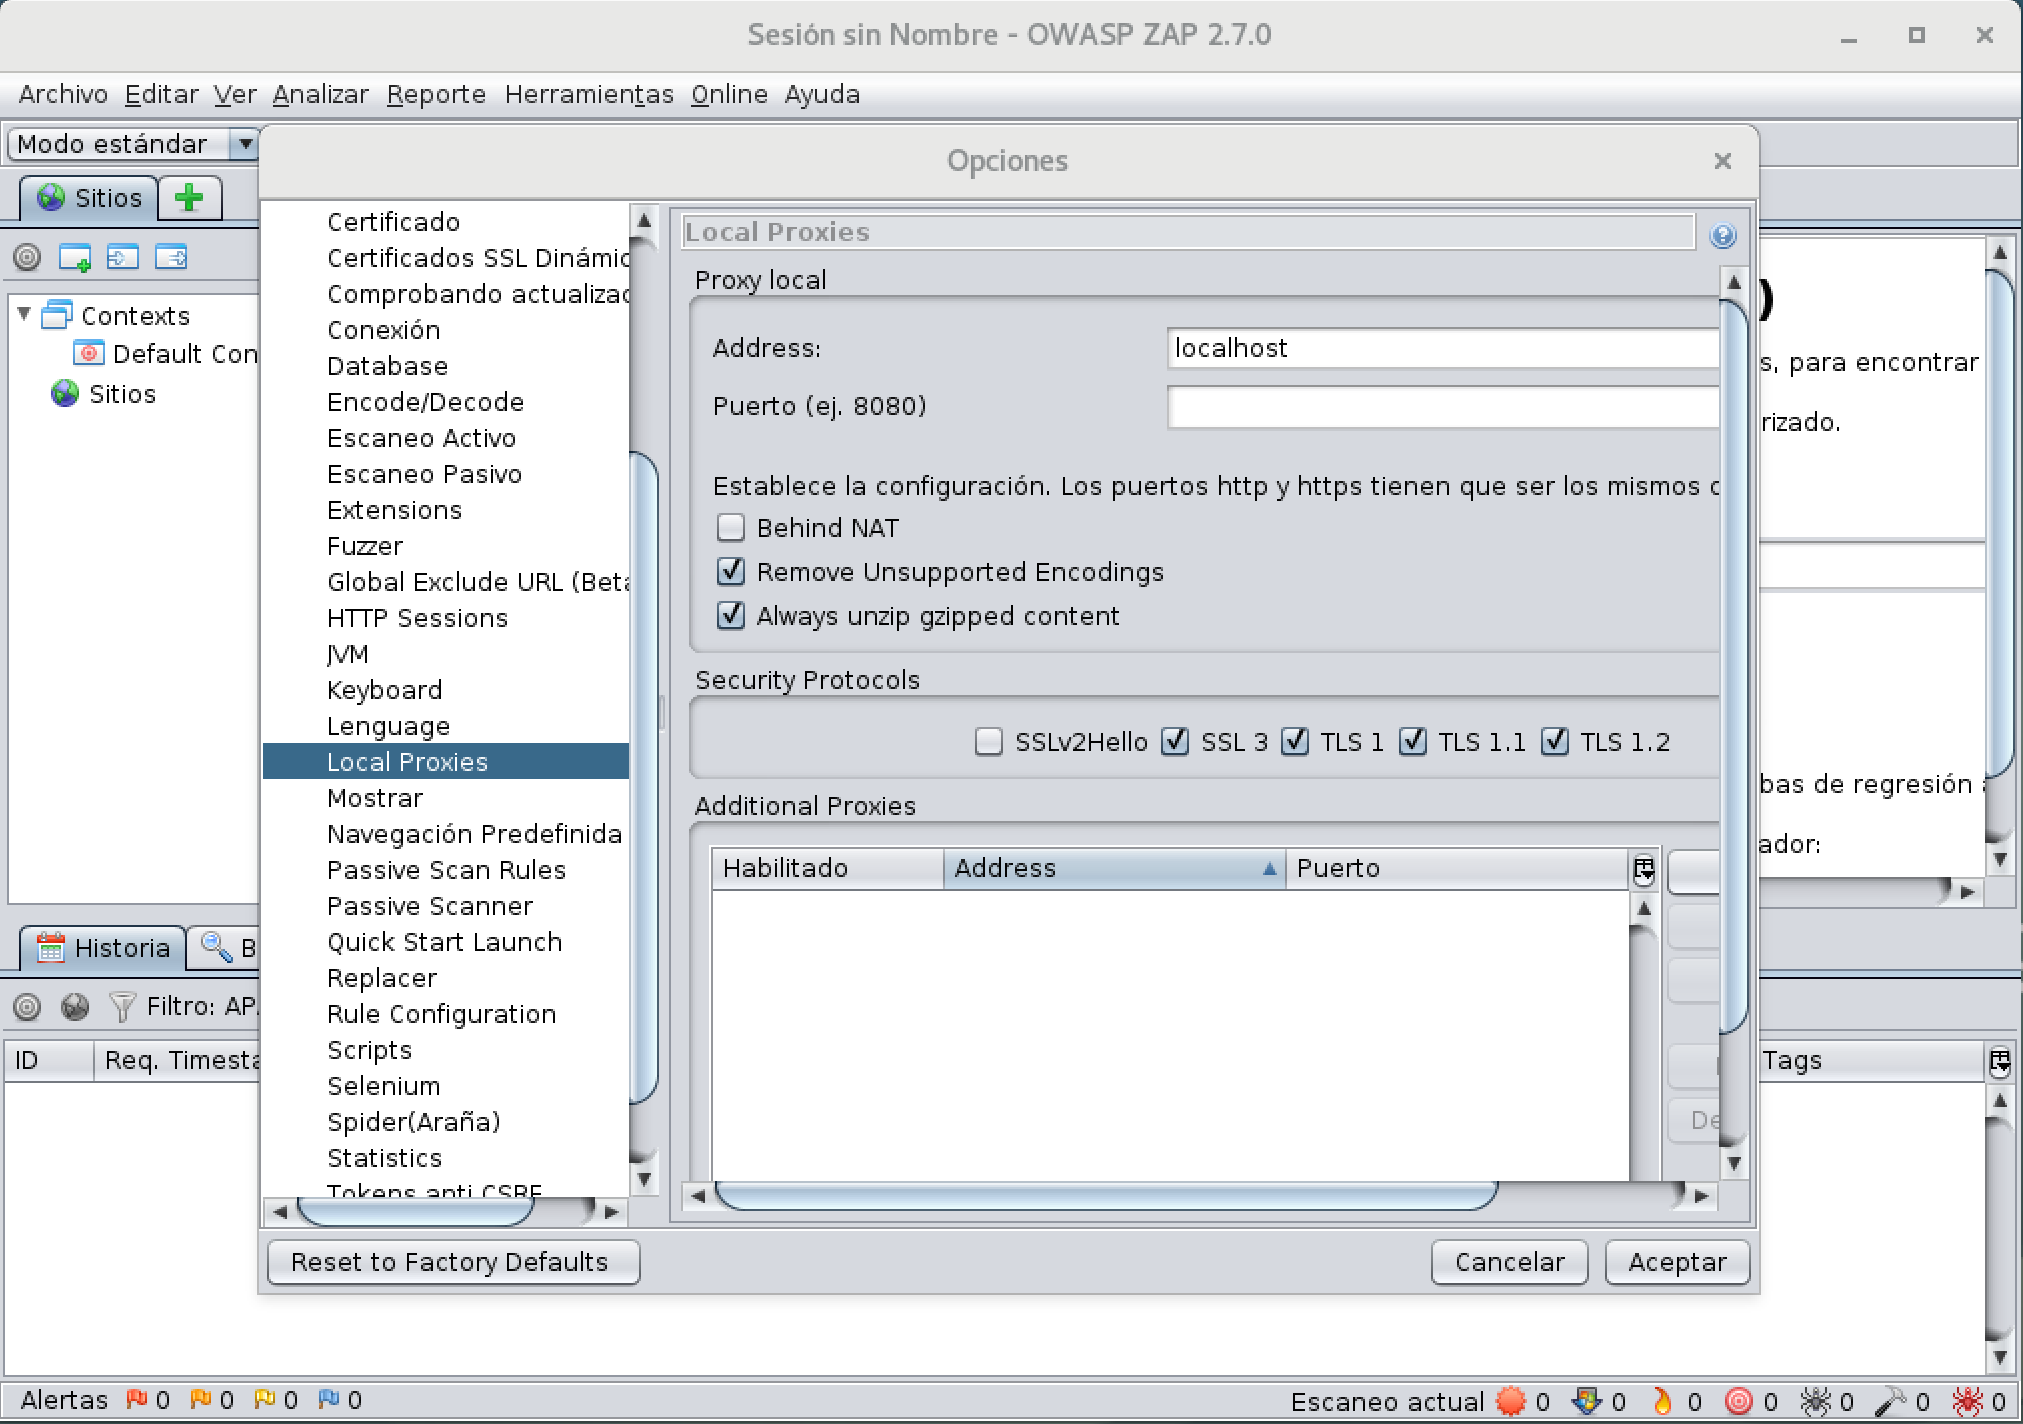 Sesión sin Nombre - OWASP ZAP 2.7.0
Archivo Editar Ver Analizar Reporte Herramientas Online Ayuda
Modo estándar
Sitios
Contexts
Default Con
Sitios
Opciones
Certificado
Certificados SSL Dinámic
Comprobando actualizac
Conexión
Database
Encode/Decode
Escaneo Activo
Escaneo Pasivo
Extensions
Fuzzer
Global Exclude URL (Beta
HTTP Sessions
JVM
Keyboard
Lenguage
Local Proxies
Mostrar
Navegación Predefinida
Passive Scan Rules
Passive Scanner
Quick Start Launch
Replacer
Rule Configuration
Scripts
Selenium
Spider(Araña)
Statistics
Tokens anti CSRF
Local Proxies
Proxy local
Address: localhost
Puerto (ej. 8080)
Establece la configuración. Los puertos http y https tienen que ser los mismos
Behind NAT
Remove Unsupported Encodings
Always unzip gzipped content
Security Protocols
SSLv2Hello SSL 3 TLS 1 TLS 1.1 TLS 1.2
Additional Proxies
Habilitado Address Puerto
De
Reset to Factory Defaults Cancelar Aceptar
)
s, para encontrar
rizado.
bas de regresión
ador:
Historia B
Filtro: AP
ID Req. Timesta Tags
Alertas 0 0 0 0 Escaneo actual 0 0 0 0 0 0 0